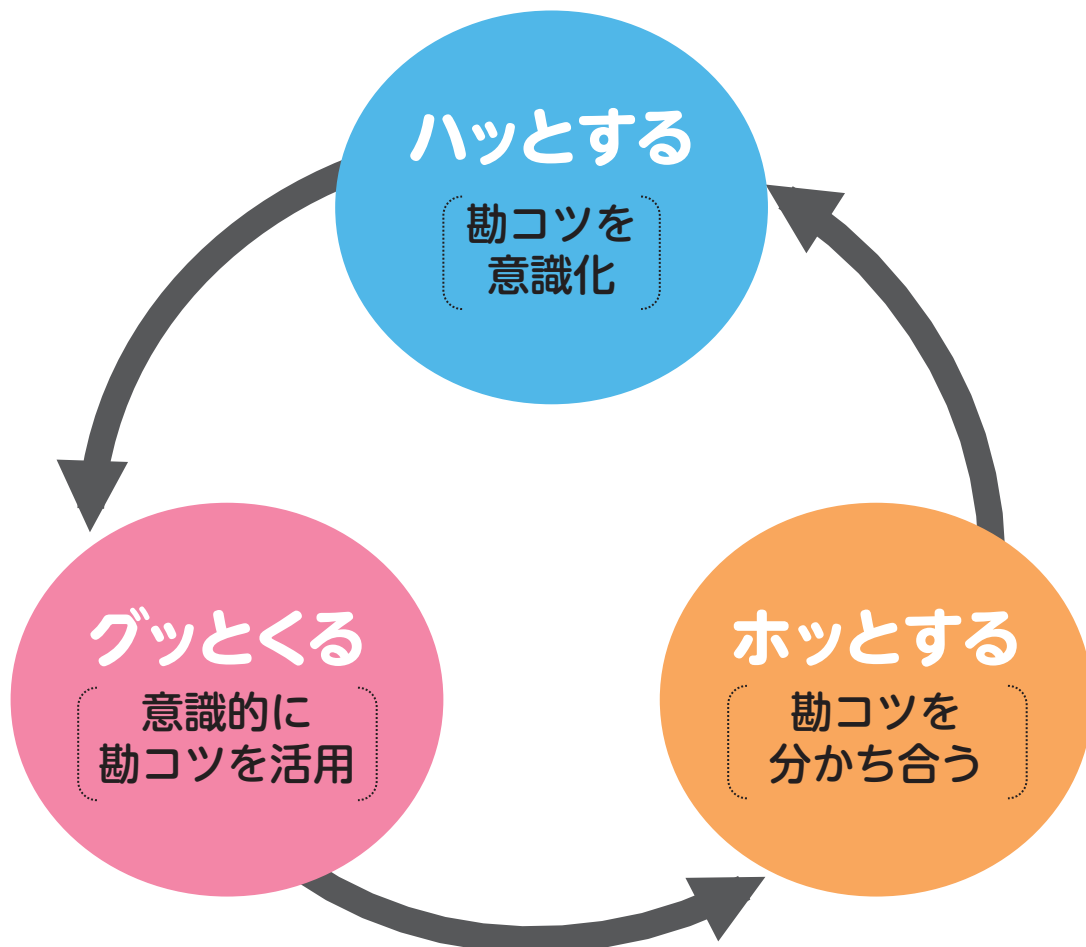 ハッとする
勘コツを
意識化
グッとくる
意識的に
勘コツを活用
ホッとする
勘コツを
分かち合う